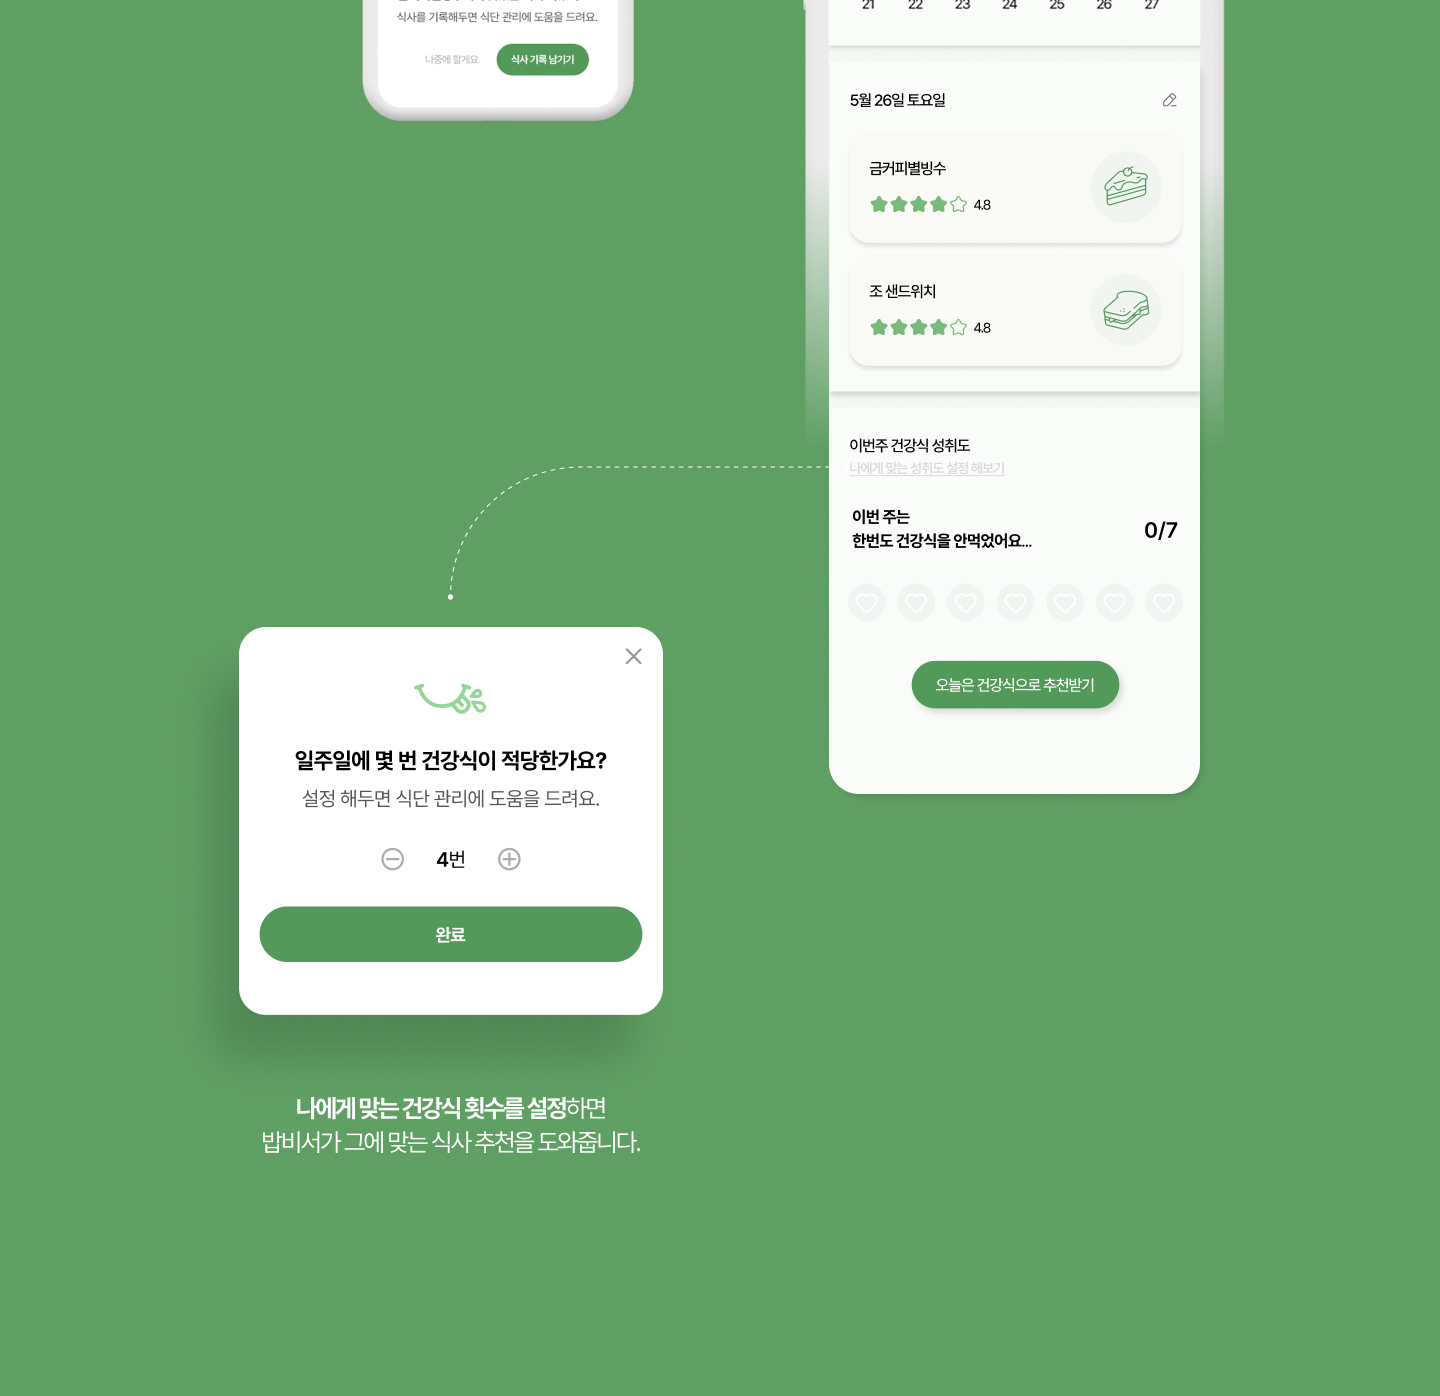 식사를 기록해두면 식단 관리에 도움을 드려요.
나중에 할게요
식사 기록 남기기
21 22 23 24 25 26 27
5월 26일 토요일
금커피별빙수
4.8
조 샌드위치
4.8
이번주 건강식 성취도
나에게 맞는 성취도 설정 해보기
이번 주는
한번도 건강식을 안먹었어요...
0/7
오늘은 건강식으로 추천받기
일주일에 몇 번 건강식이 적당한가요?
설정 해두면 식단 관리에 도움을 드려요.
4번
완료
나에게 맞는 건강식 횟수를 설정하면
밥비서가 그에 맞는 식사 추천을 도와줍니다.